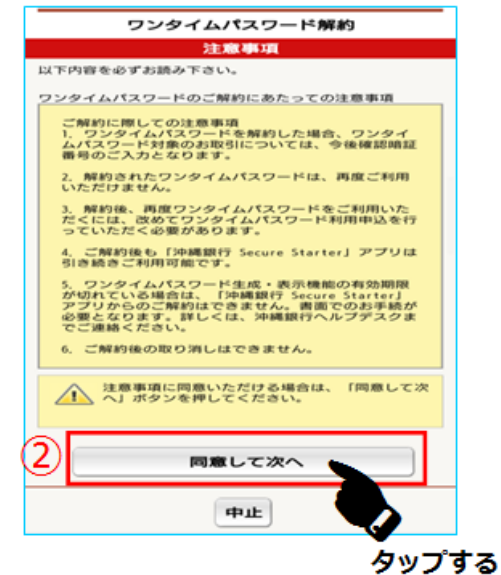 ワンタイムパスワード解約
注意事項
以下内容を必ずお読み下さい。
ワンタイムパスワードのご解約にあたっての注意事項
ご解約に際しての注意事項
1. ワンタイムパスワードを解約した場合、ワンタイ
ムパスワード対象のお取引については、今後確認暗証
番号のご入力となります。
2. 解約されたワンタイムパスワードは、再度ご利用
いただけません。
3. 解約後、再度ワンタイムパスワードをご利用いた
だくには、改めてワンタイムパスワード利用申込を行
っていただく必要があります。
4. ご解約後も「沖縄銀行 Secure Starter」アプリは
引き続きご利用可能です。
5. ワンタイムパスワード生成・表示機能の有効期限
が切れている場合は、「沖縄銀行 Secure Starter」
アプリからのご解約はできません。書面でのお手続が
必要となります。詳しくは、沖縄銀行ヘルプデスクま
でご連絡ください。
6. ご解約後の取り消しはできません。
注意事項に同意いただける場合は、「同意して次
へ」ボタンを押してください。
②
同意して次へ
中止
タップする